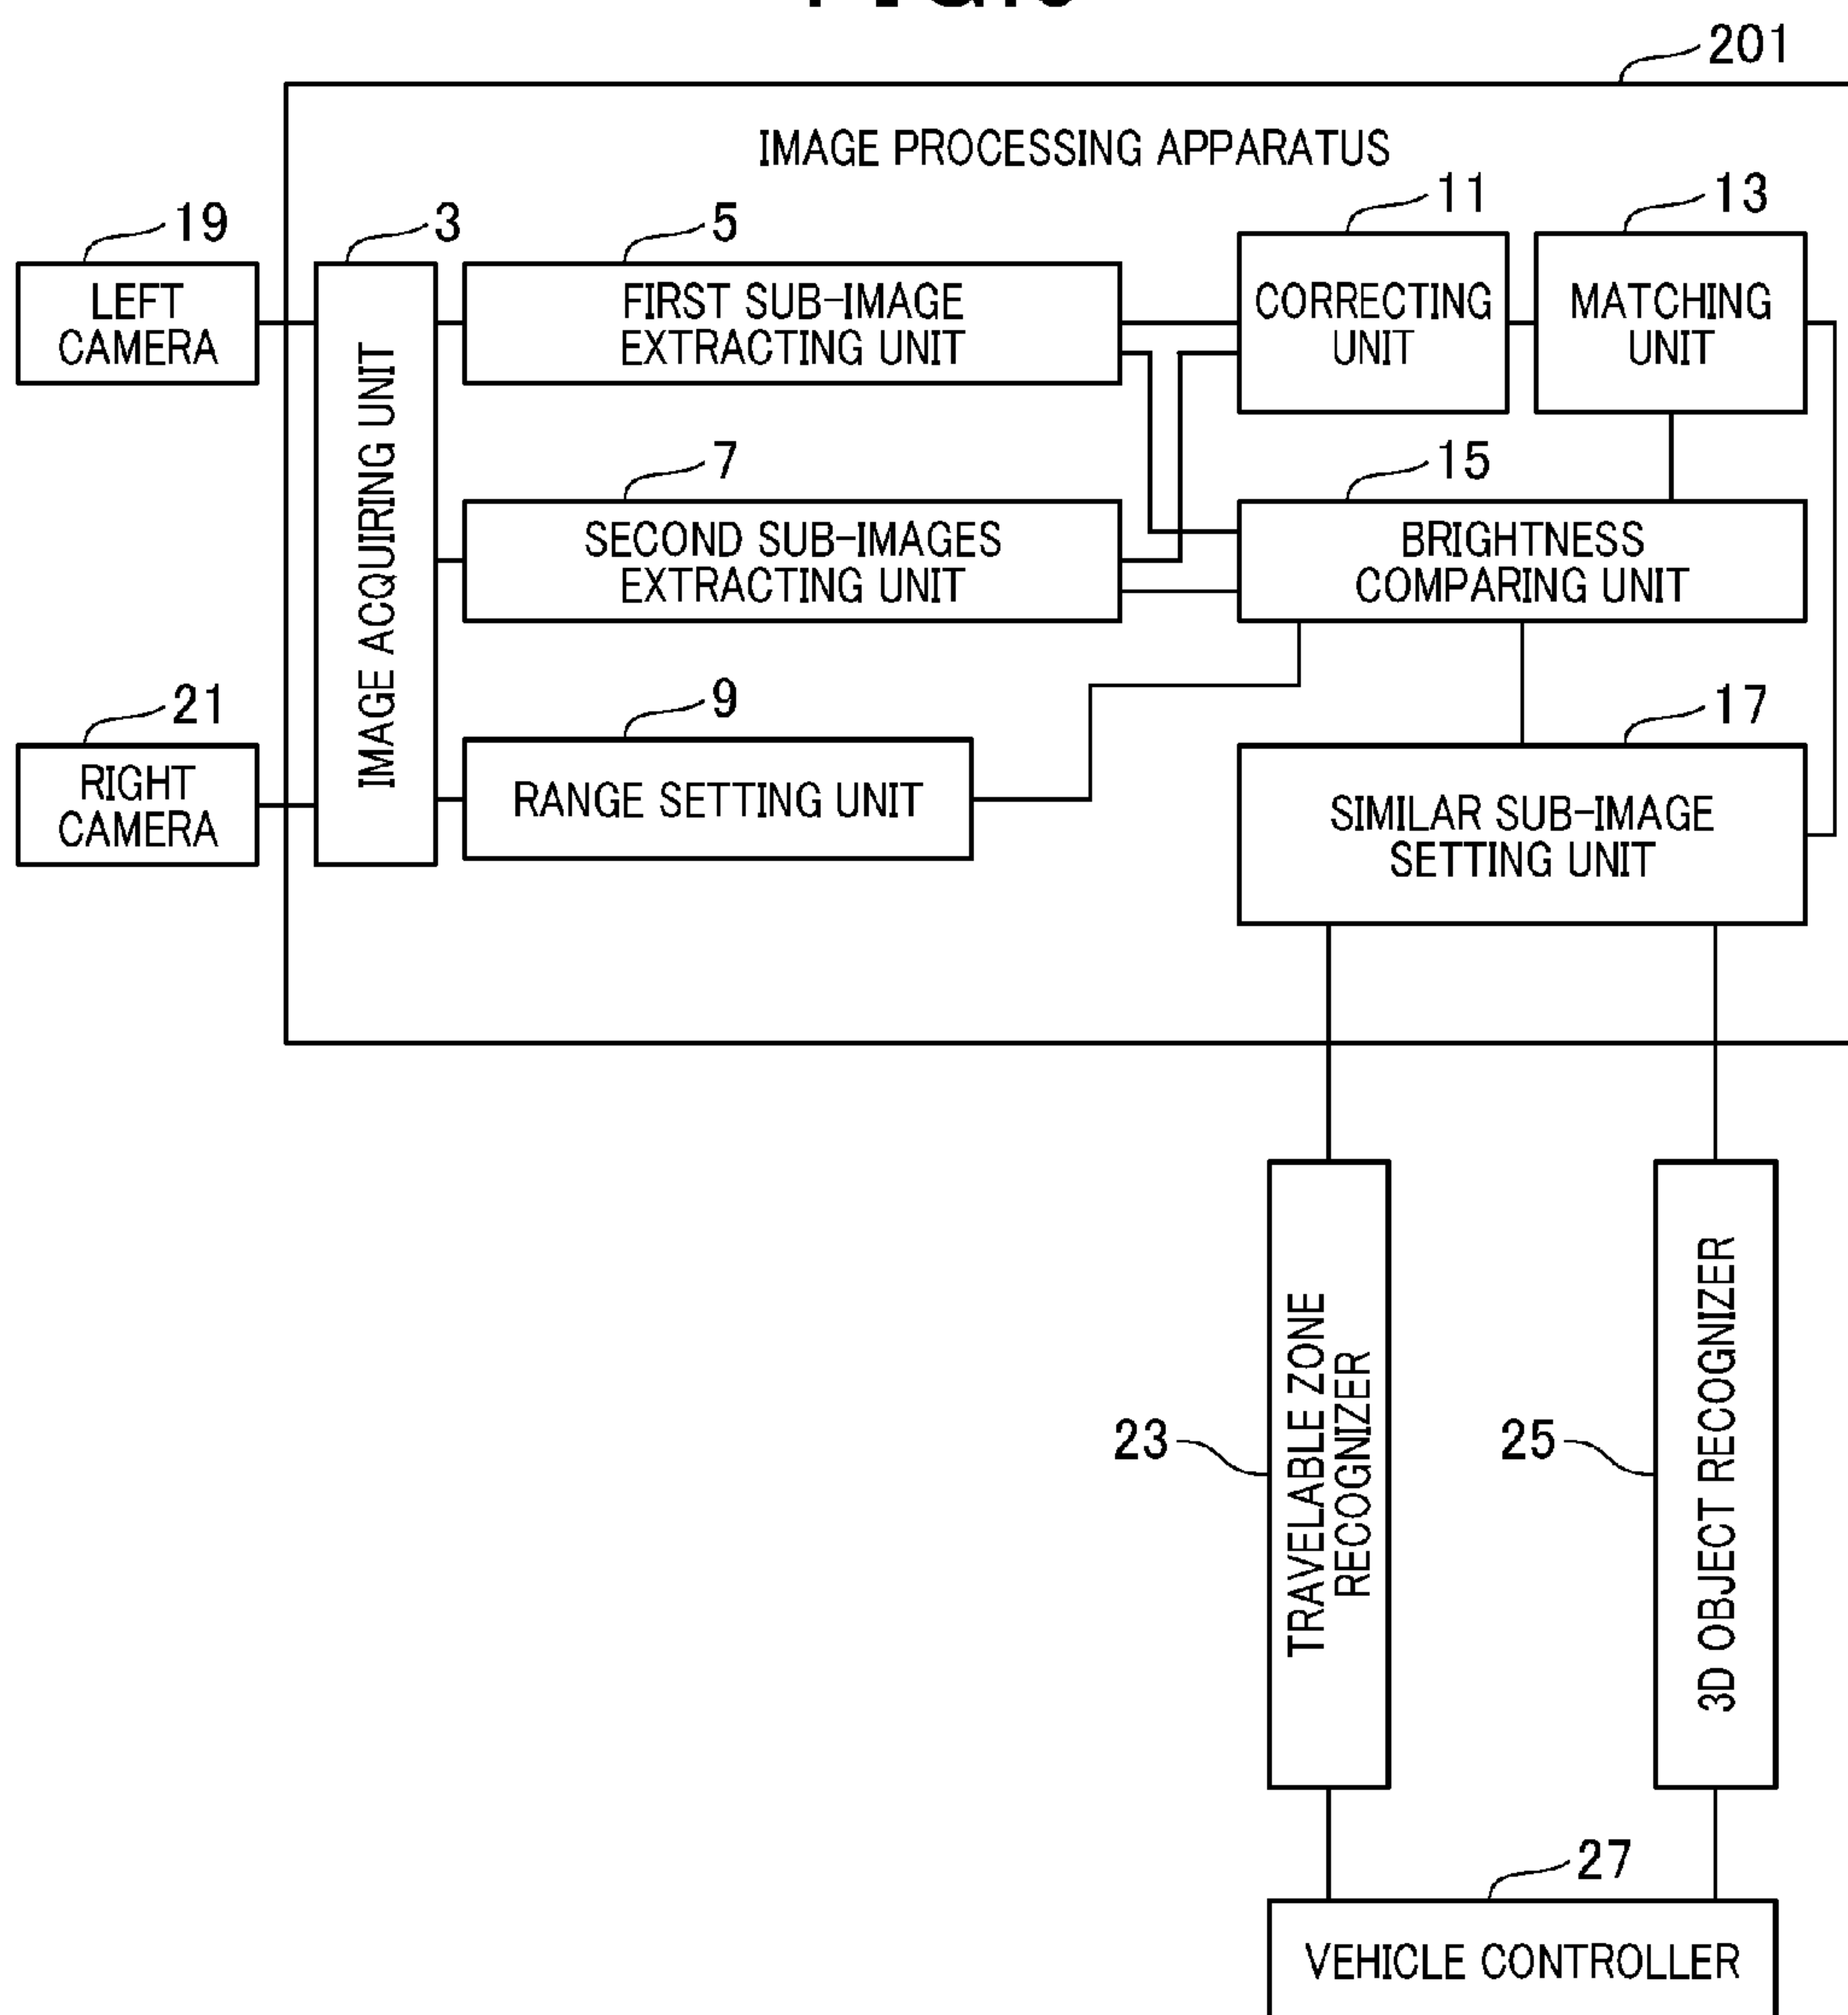 201
IMAGE PROCESSING APPARATUS
19
3
5
11
13
LEFT
CAMERA
IMAGE ACQUIRING UNIT
FIRST SUB-IMAGE
EXTRACTING UNIT
CORRECTING
UNIT
MATCHING
UNIT
7
15
SECOND SUB-IMAGES
EXTRACTING UNIT
BRIGHTNESS
COMPARING UNIT
21
9
17
RIGHT
CAMERA
RANGE SETTING UNIT
SIMILAR SUB-IMAGE
SETTING UNIT
23
TRAVELABLE ZONE
RECOGNIZER
25
3D OBJECT RECOGNIZER
27
VEHICLE CONTROLLER